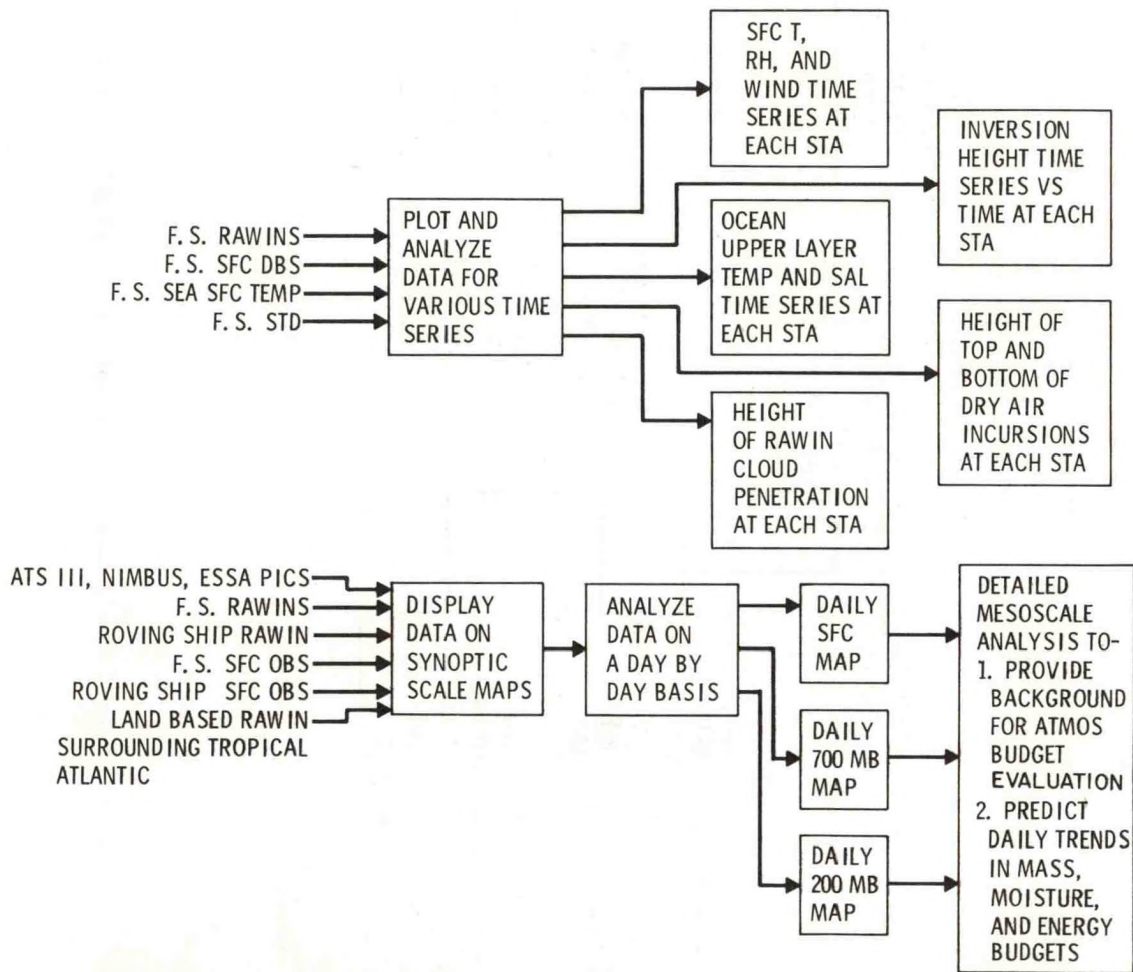 SFC T,
RH, AND
WIND TIME
SERIES AT
EACH STA
INVERSION
HEIGHT TIME
SERIES VS
TIME AT EACH
STA
F. S. RAWINS
F. S. SFC DBS
F. S. SEA SFC TEMP
F. S. STD
PLOT AND
ANALYZE
DATA FOR
VARIOUS TIME
SERIES
OCEAN
UPPER LAYER
TEMP AND SAL
TIME SERIES AT
EACH STA
HEIGHT OF
TOP AND
BOTTOM OF
DRY AIR
INCURSIONS
AT EACH STA
HEIGHT
OF RAWIN
CLOUD
PENETRATION
AT EACH STA
ATS III, NIMBUS, ESSA PICS
F. S. RAWINS
ROVING SHIP RAWIN
F. S. SFC OBS
ROVING SHIP SFC OBS
LAND BASED RAWIN
SURROUNDING TROPICAL
ATLANTIC
DISPLAY
DATA ON
SYNOPTIC
SCALE MAPS
ANALYZE
DATA ON
A DAY BY
DAY BASIS
DAILY
SFC
MAP
DAILY
700 MB
MAP
DAILY
200 MB
MAP
DETAILED
MESOSCALE
ANALYSIS TO-
1. PROVIDE
BACKGROUND
FOR ATMOS
BUDGET
EVALUATION
2. PREDICT
DAILY TRENDS
IN MASS,
MOISTURE,
AND ENERGY
BUDGETS